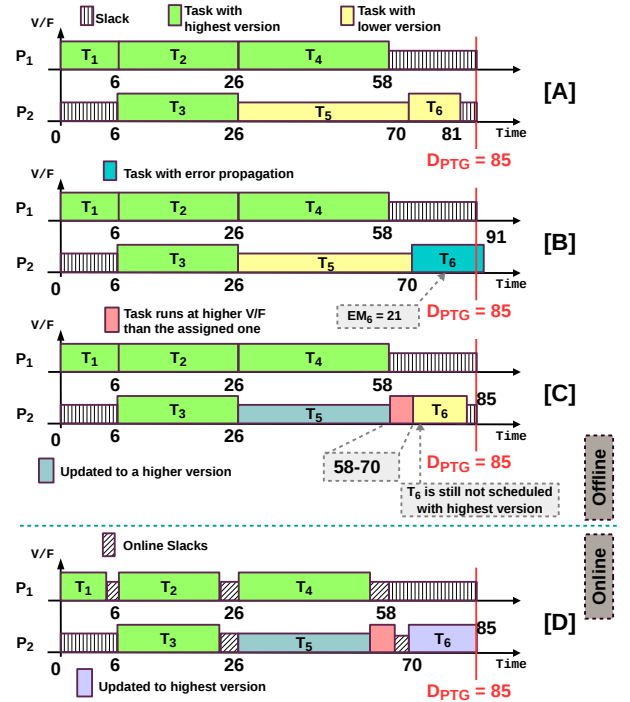 V/F
Slack
Task with
highest version
Task with
lower version
P1
T1
T2
T4
6
26
58
[A]
P2
T3
T5
T6
0
6
26
70
81
Time
DPTG = 85
V/F
Task with error propagation
P1
T1
T2
T4
6
26
58
91
[B]
P2
T3
T5
T6
0
6
26
70
Time
EM6 = 21
DPTG = 85
V/F
Task runs at higher V/F
than the assigned one
P1
T1
T2
T4
6
26
58
[C]
85
P2
T3
T5
T6
0
6
26
Time
Updated to a higher version
58-70
DPTG = 85
T6 is still not scheduled
with highest version
Offline
V/F
Online Slacks
Online
P1
T1
T2
T4
6
26
58
[D]
85
P2
T3
T5
T6
0
6
26
70
Time
Updated to highest version
DPTG = 85